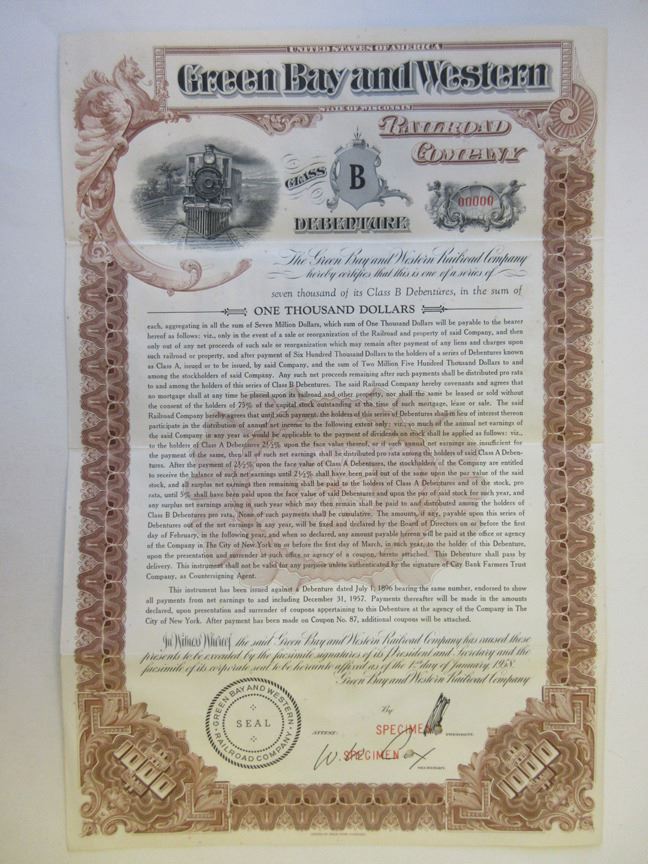 UNITED STATES OF AMERICA
Green Bay and Western
STATE OF WISCONSIN
RAILROAD
COMPANY
CLASS
B
DEBENTURE
00000
The Green Bay and Western Railroad Company
hereby certifies that this is one of a series of
seven thousand of its Class B Debentures, in the sum of
ONE THOUSAND DOLLARS
each, aggregating in all the sum of Seven Million Dollars, which sum of One Thousand Dollars will be payable to the bearer
hereof as follows: viz., only in the event of a sale or reorganization of the Railroad and property of said Company, and then
only out of any net proceeds of such sale or reorganization which may remain after payment of any liens and charges upon
such railroad or property, and after payment of Six Hundred Thousand Dollars to the holders of a series of Debentures known
as Class A, issued or to be issued, by said Company, and the sum of Two Million Five Hundred Thousand Dollars to and
among the stockholders of said Company. Any such net proceeds remaining after such payments shall be distributed pro rata
to and among the holders of this series of Class B Debentures. The said Railroad Company hereby covenants and agrees that
no mortgage shall at any time be placed upon its railroad and other property, nor shall the same be leased or sold without
the consent of the holders of 75% of the capital stock outstanding at the time of such mortgage, lease or sale. The said
Railroad Company hereby agrees that until such payment, the holders of this series of Debentures shall in lieu of interest thereon
participate in the distribution of annual net income to the following extent only: viz: so much of the annual net earnings of
the said Company in any year as would be applicable to the payment of dividends on stock shall be applied as follows: viz.,
to the holders of Class A Debentures 2½% upon the face value thereof, or if such annual net earnings are insufficient for
the payment of the same, then all of such net earnings shall be distributed pro rata among the holders of said Class A Deben-
tures. After the payment of 2½% upon the face value of Class A Debentures, the stockholders of the Company are entitled
to receive the balance of such net earnings until 2½% shall have been paid out of the same upon the par value of the said
stock, and all surplus net earnings then remaining shall be paid to the holders of Class A Debentures and of the stock, pro
rata, until 5% shall have been paid upon the face value of said Debentures and upon the par of said stock for such year, and
any surplus net earnings arising in such year which may then remain shall be paid to and distributed among the holders of
Class B Debentures pro rata. None of such payments shall be cumulative. The amounts, if any, payable upon this series of
Debentures out of the net earnings in any year, will be fixed and declared by the Board of Directors on or before the first
day of February, in the following year, and when so declared, any amount payable hereon will be paid at the office or agency
of the Company in The City of New York on or before the first day of March, in such year, to the holder of this Debenture,
upon the presentation and surrender at such office or agency of a coupon, hereto attached. This Debenture shall pass by
delivery. This instrument shall not be valid for any purpose unless authenticated by the signature of City Bank Farmers Trust
Company, as Countersigning Agent.
This instrument has been issued against a Debenture dated July 1, 1896 bearing the same number, endorsed to show
all payments from net earnings to and including December 31, 1957. Payments thereafter will be made in the amounts
declared, upon presentation and surrender of coupons appertaining to this Debenture at the agency of the Company in The
City of New York. After payment has been made on Coupon No. 87, additional coupons will be attached.
In Witness Whereof, the said Green Bay and Western Railroad Company has caused these
presents to be executed by the facsimile signatures of its President and Secretary and the
facsimile of its corporate seal to be hereunto affixed as of the 1st day of January 1958.
Green Bay and Western Railroad Company
GREEN BAY AND WESTERN
SEAL
RAILROAD COMPANY
By
SPECIMEN
PRESIDENT.
ATTEST:
SPECIMEN
SECRETARY.
1000
1000